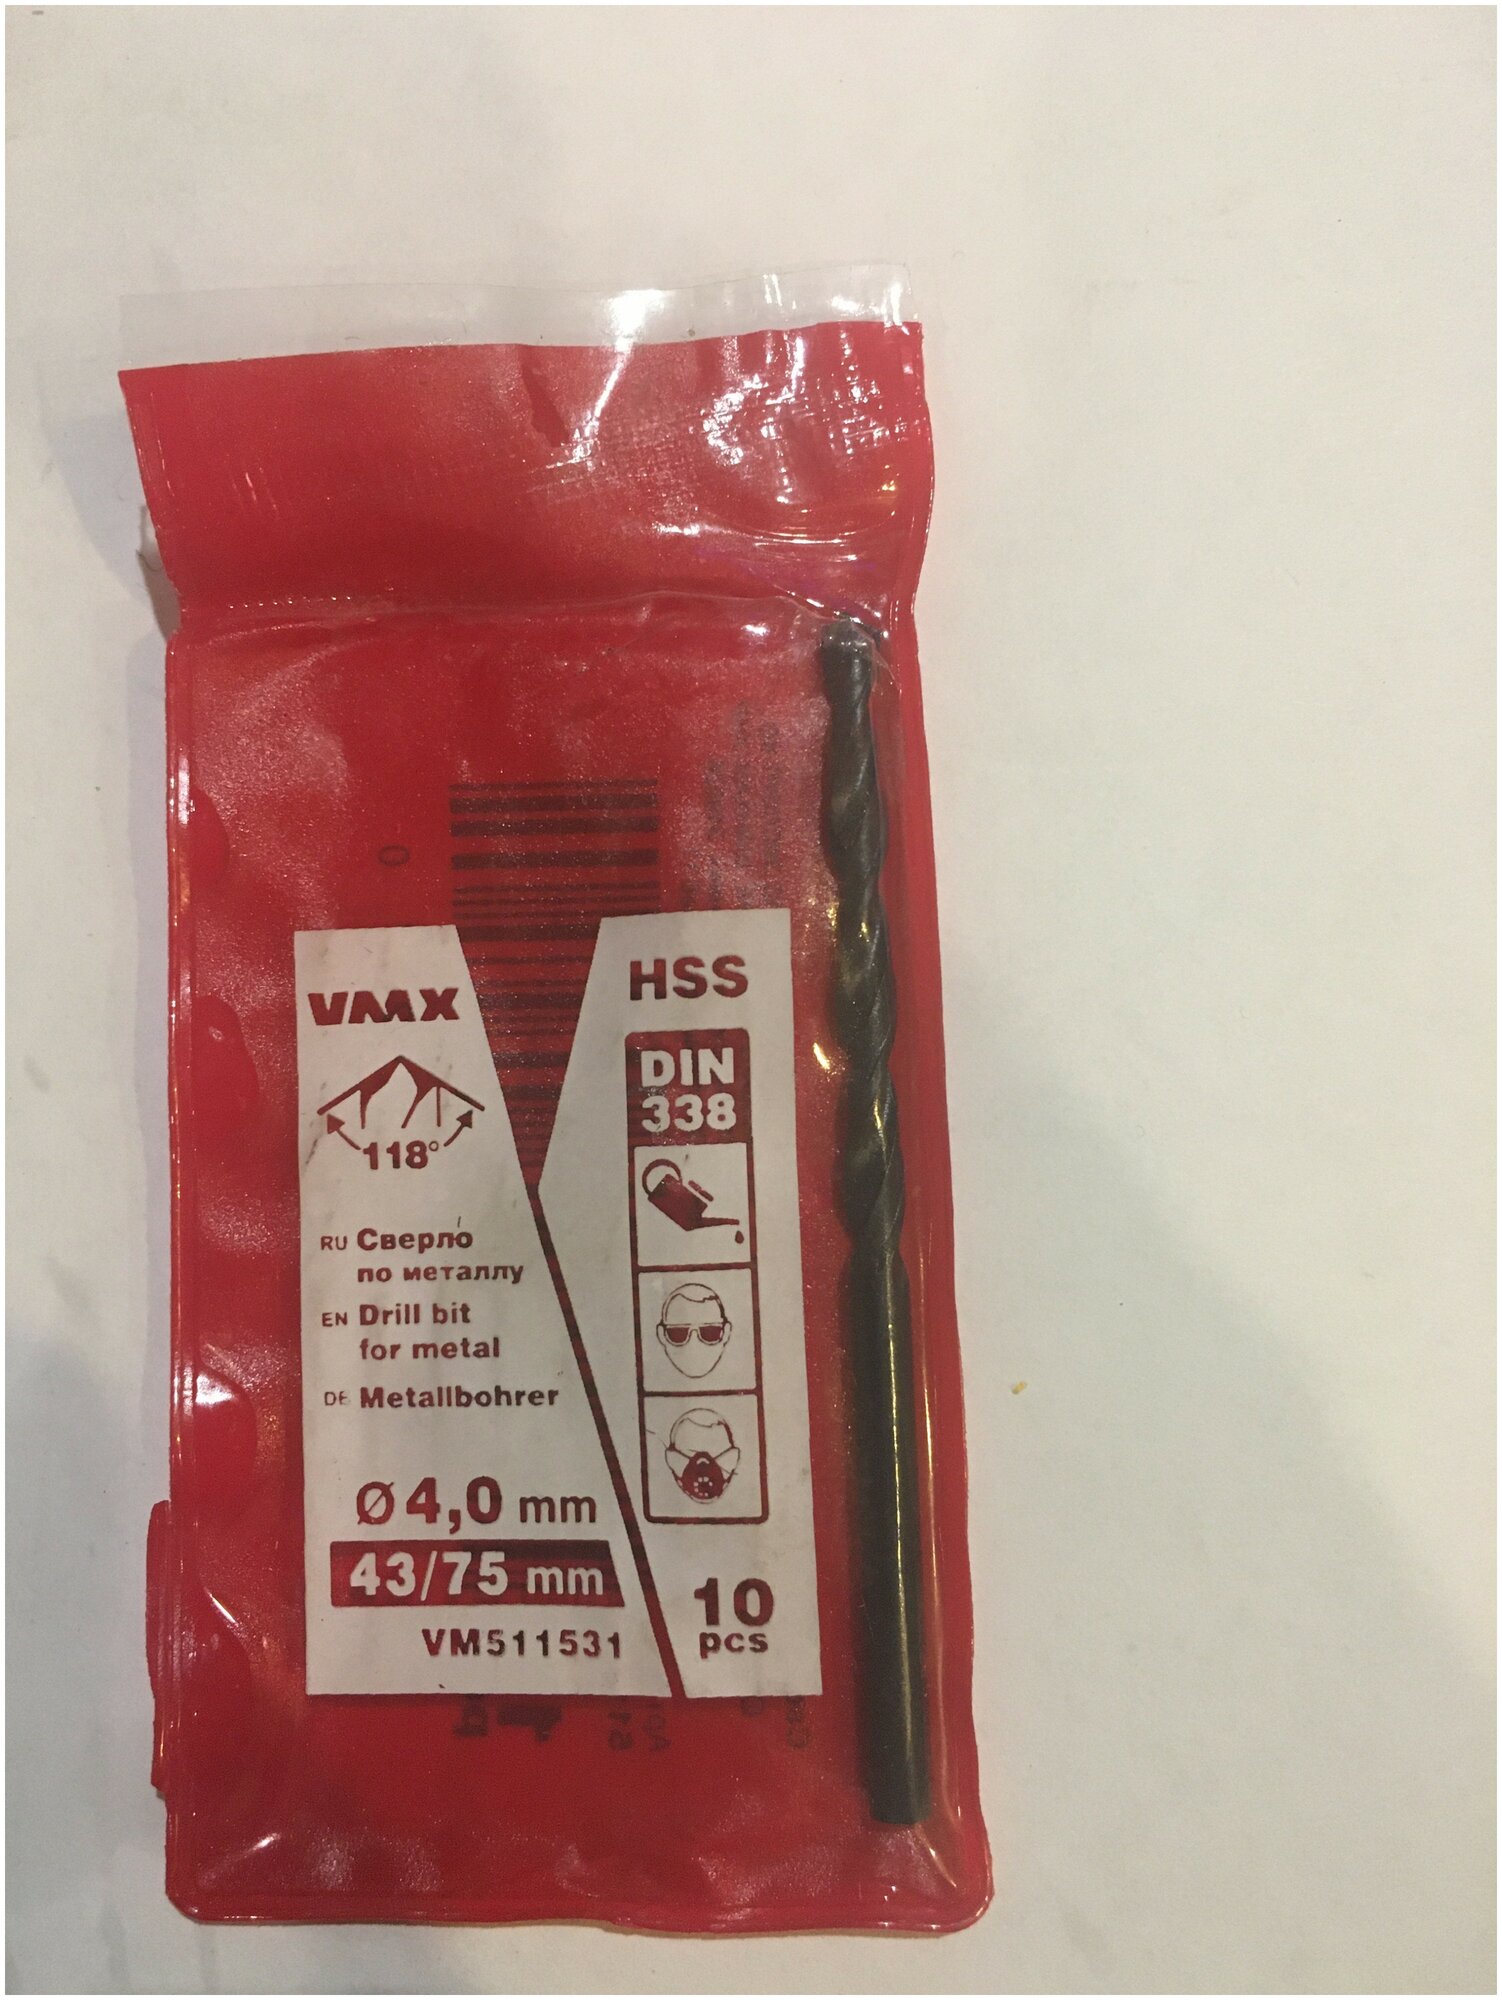 VMX
118°
RU Сверло
по металлу
EN Drill bit
for metal
DE Metallbohrer
Ø 4,0 mm
43/75 mm
VM511531
HSS
DIN
338
10
pcs